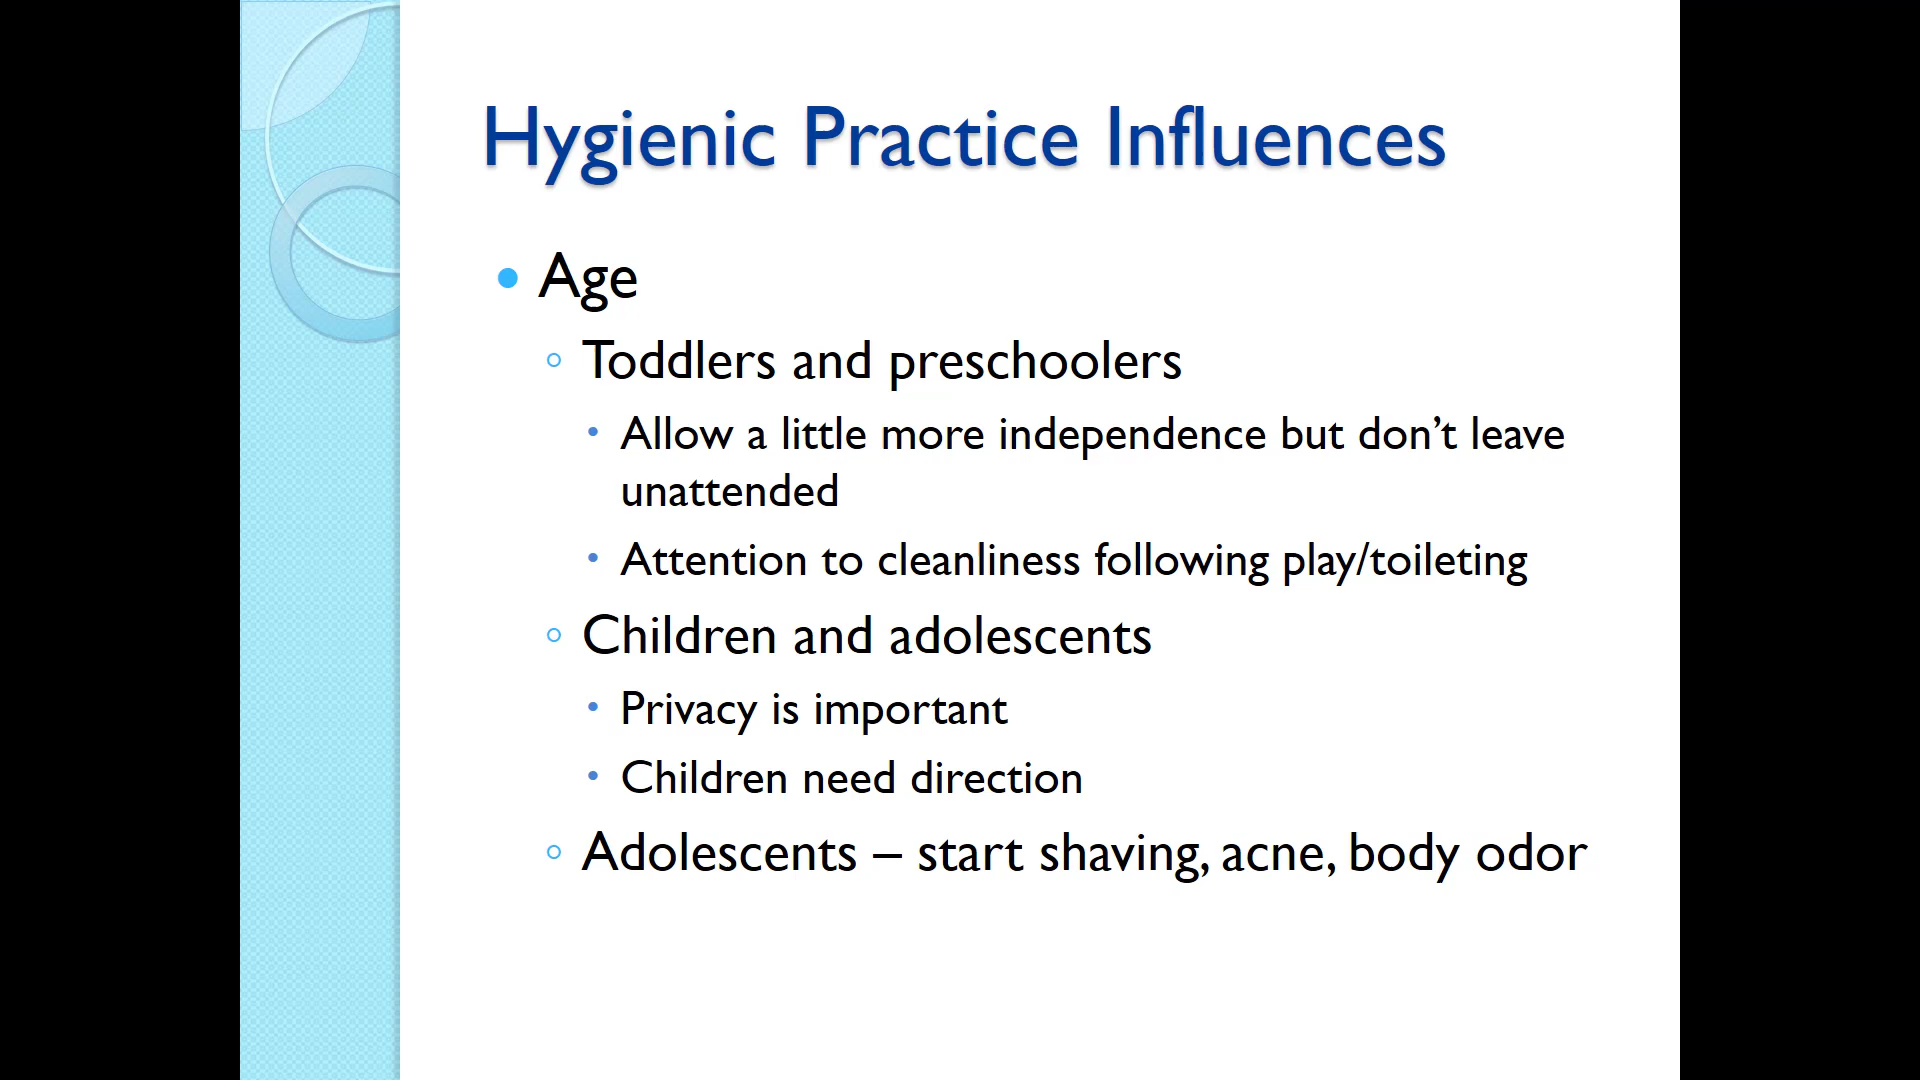 Hygienic Practice Influences
Age
Toddlers and preschoolers
Allow a little more independence but don’t leave
unattended
Attention to cleanliness following play/toileting
Children and adolescents
Privacy is important
Children need direction
Adolescents – start shaving, acne, body odor